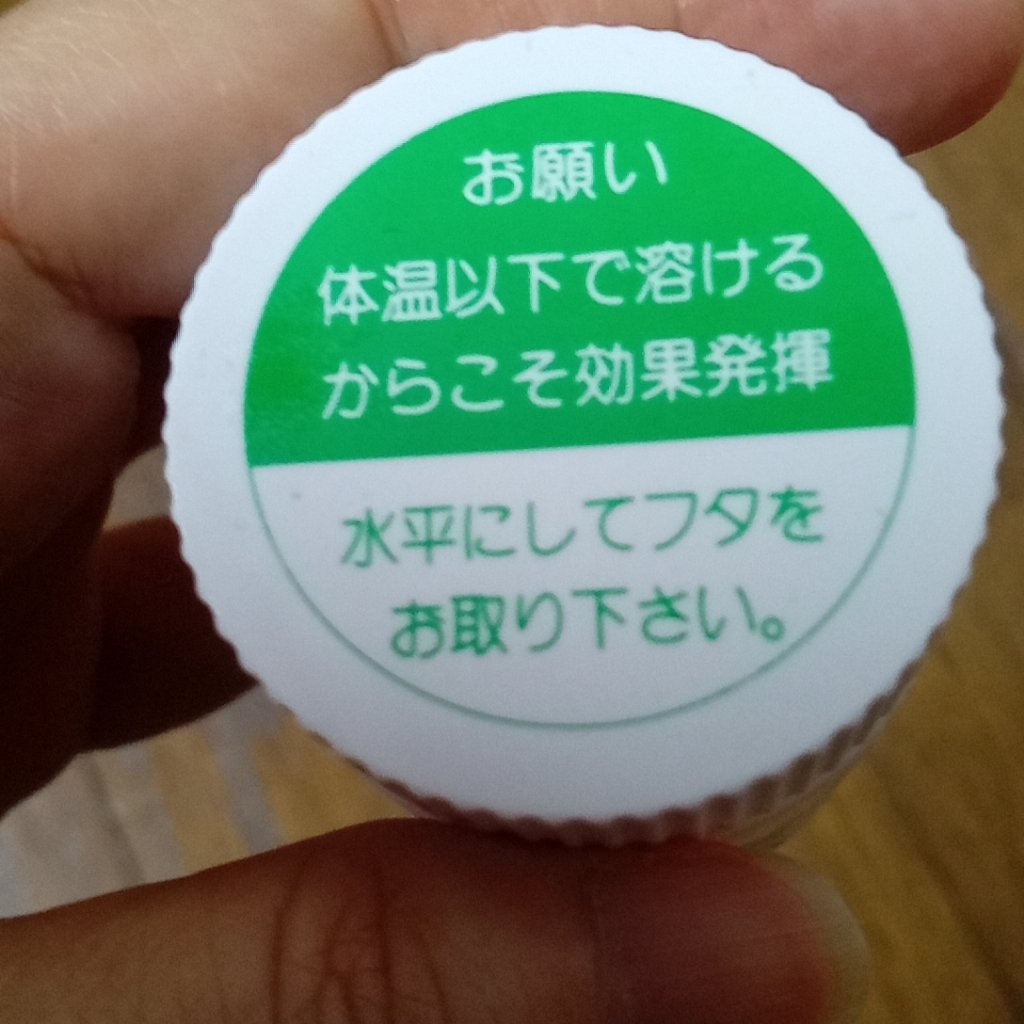 お願い
体温以下で溶ける
からこそ効果発揮
水平にしてフタを
お取り下さい。